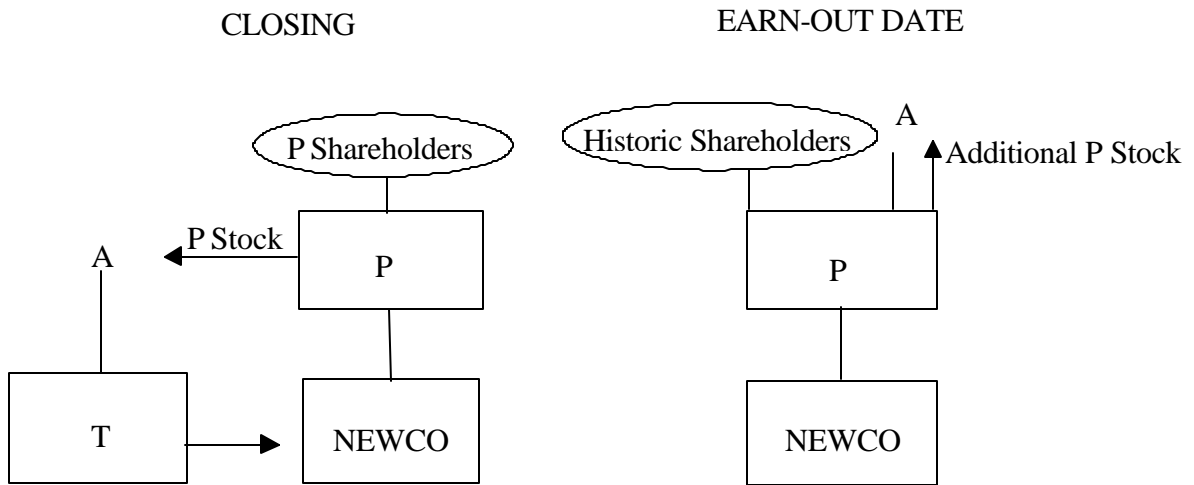 CLOSING
EARN-OUT DATE
P Shareholders
P Stock
A
P
T
NEWCO
Historic Shareholders
A
Additional P Stock
P
NEWCO